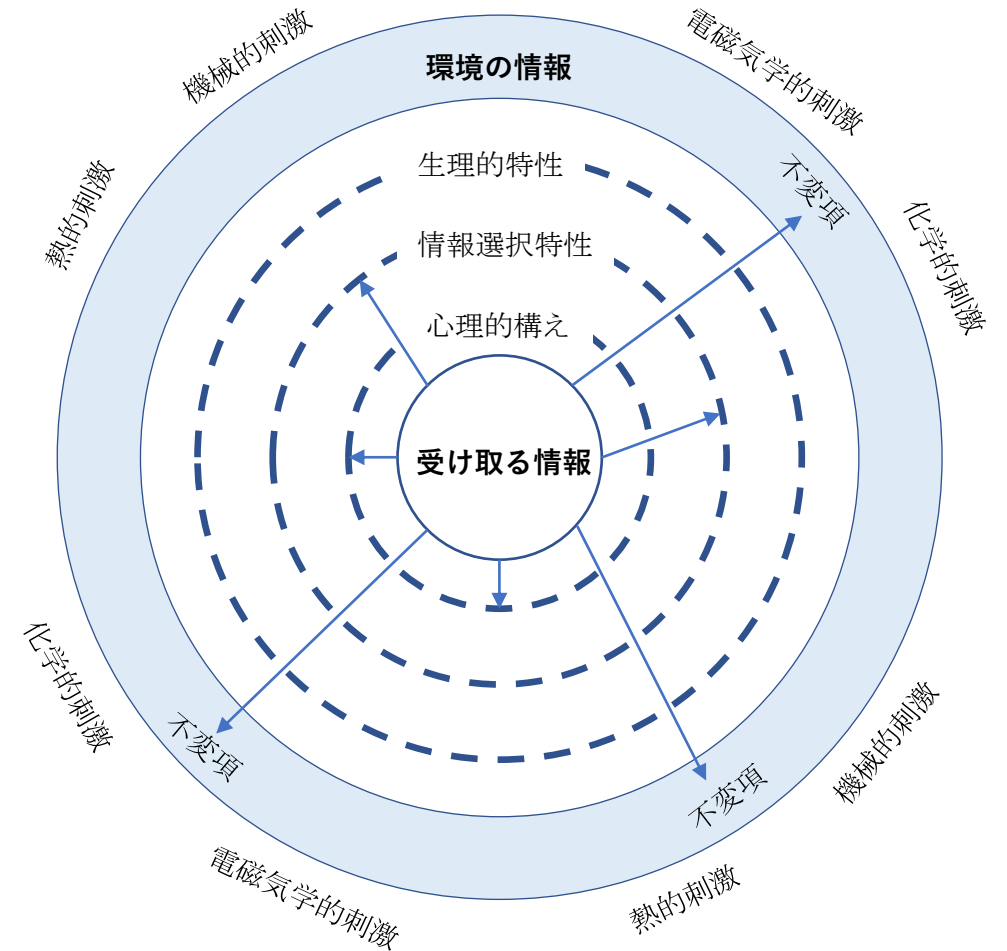 機械的刺激
電磁気学的刺激
環境の情報
熱的刺激
生理的特性
不変項
化学的刺激
情報選択特性
心理的構え
受け取る情報
化学的刺激
不変項
不変項
機械的刺激
電磁気学的刺激
熱的刺激